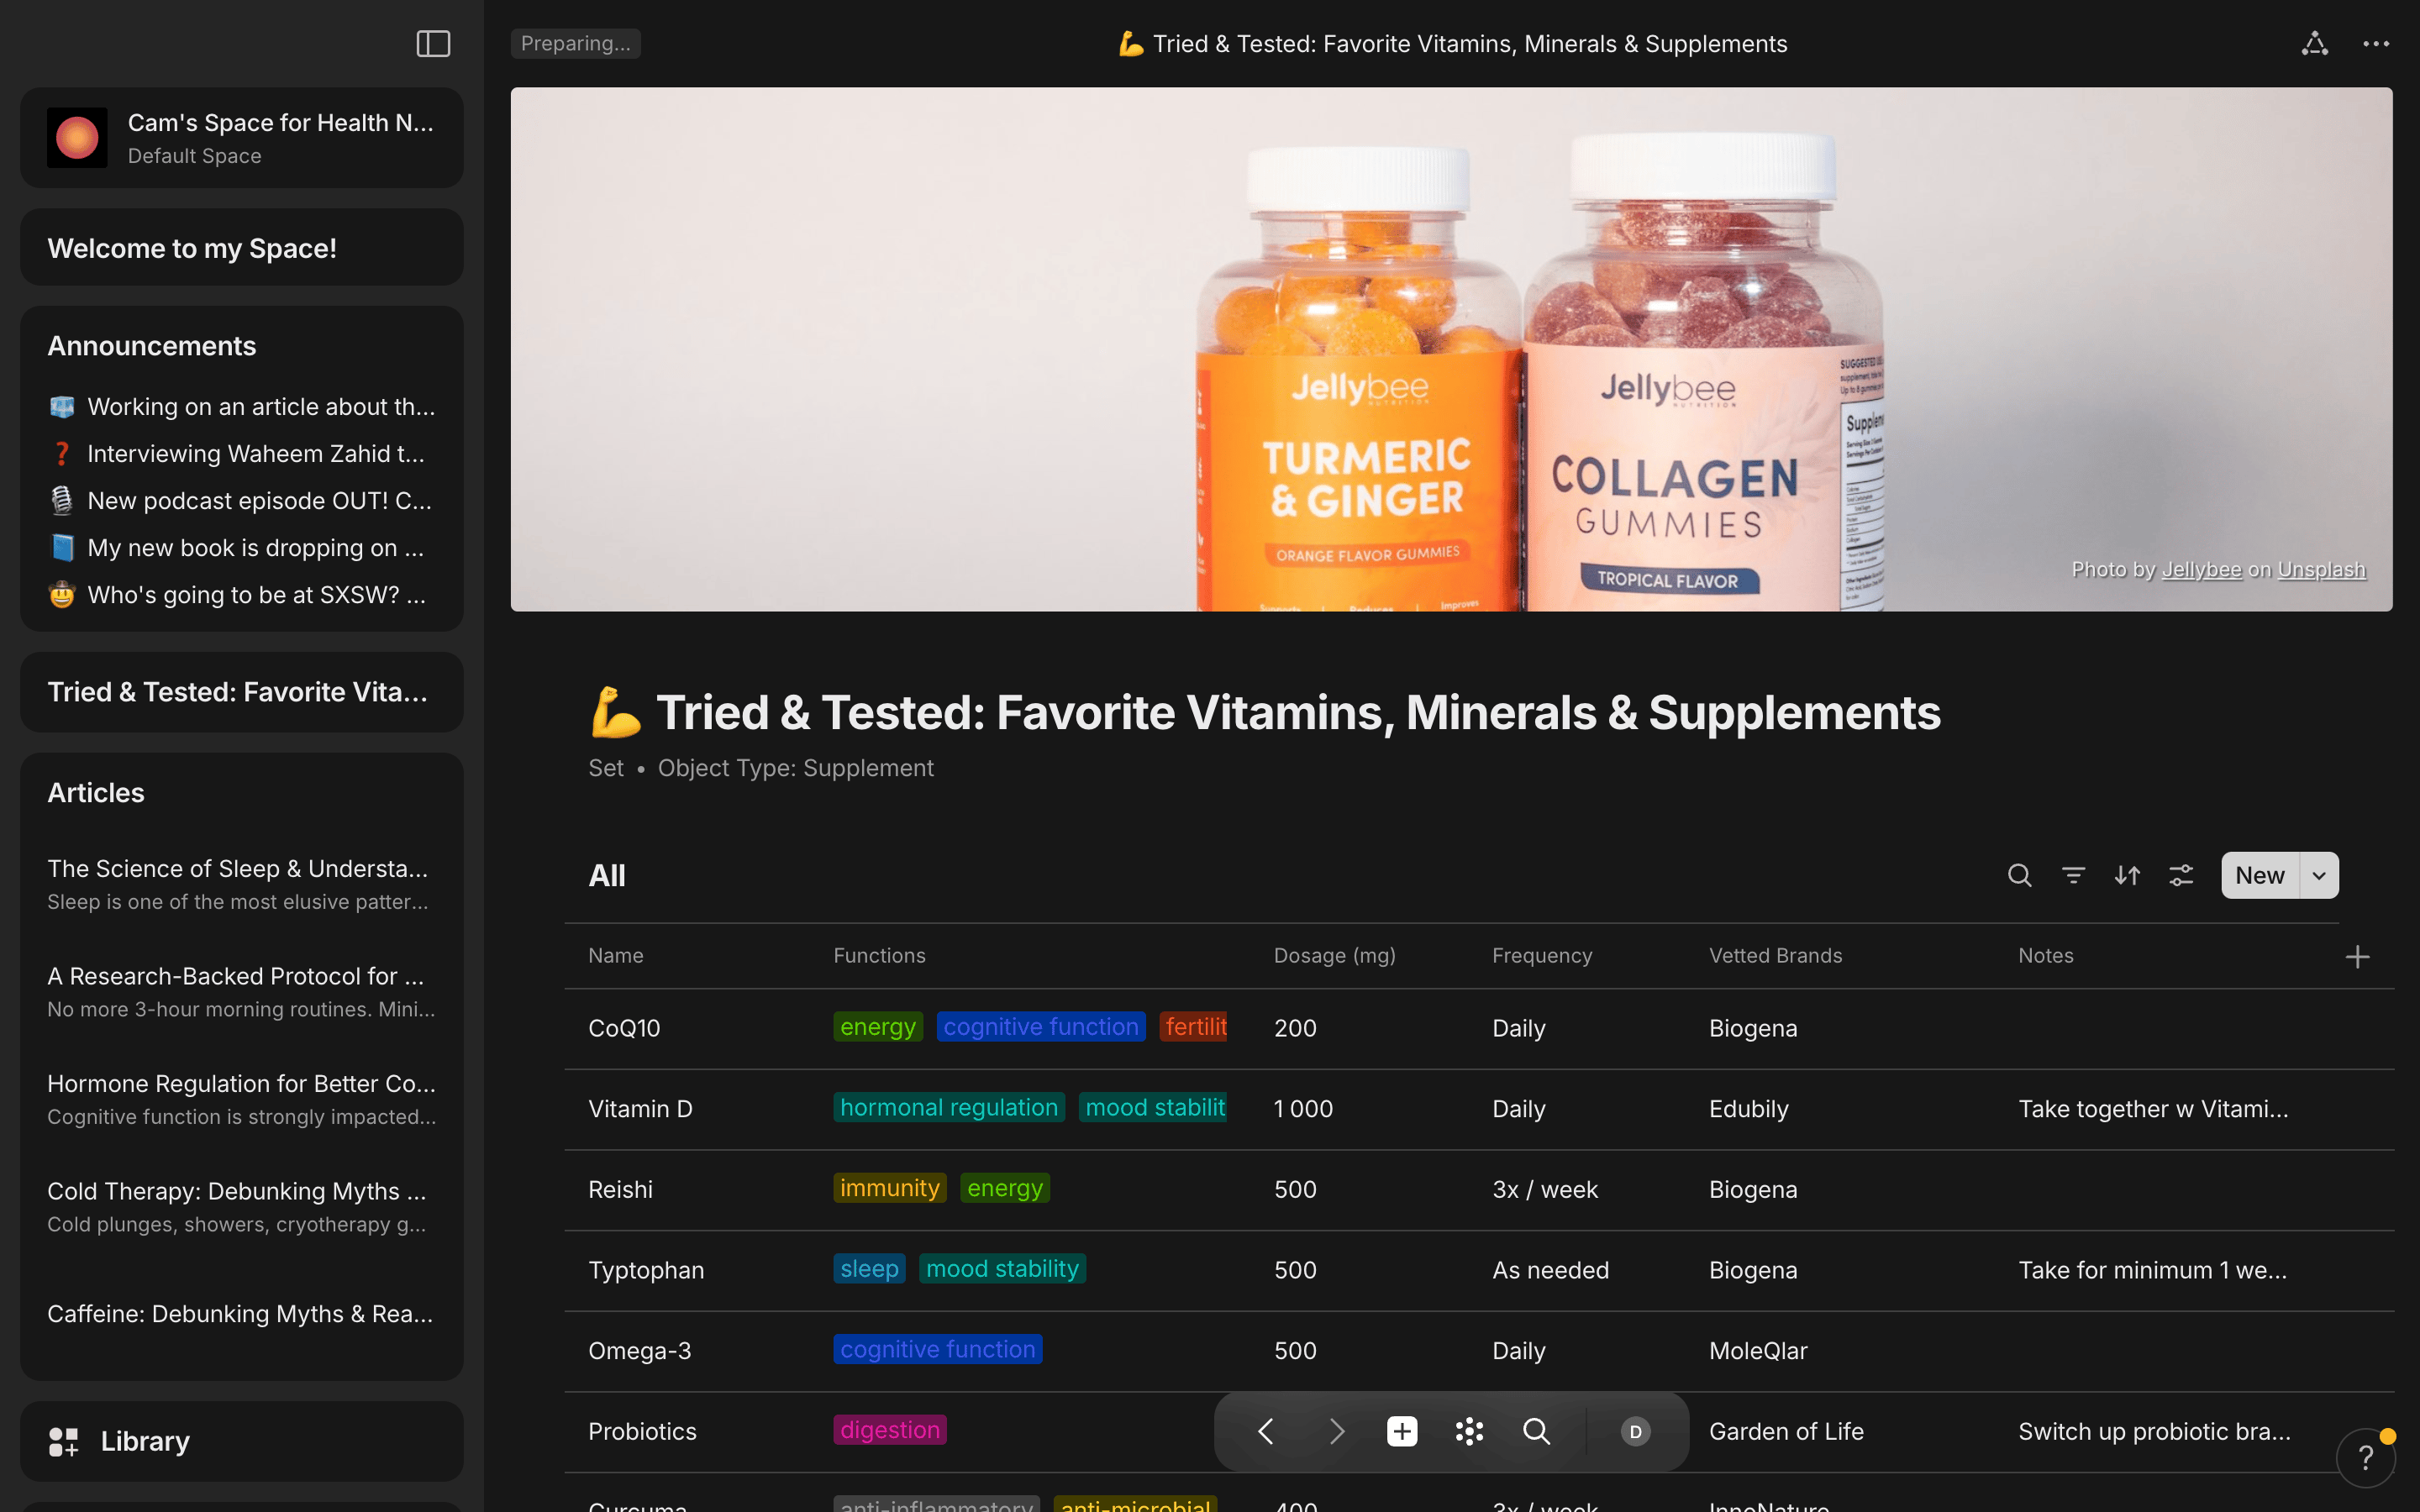 Preparing...
💪 Tried & Tested: Favorite Vitamins, Minerals & Supplements
Cam's Space for Health N...
Default Space
Welcome to my Space!
Announcements
Working on an article about th...
Interviewing Waheem Zahid t...
New podcast episode OUT! C...
My new book is dropping on ...
Who's going to be at SXSW? ...
Tried & Tested: Favorite Vita...
Articles
The Science of Sleep & Understa...
Sleep is one of the most elusive patter...
A Research-Backed Protocol for ...
No more 3-hour morning routines. Mini...
Hormone Regulation for Better Co...
Cognitive function is strongly impacted...
Cold Therapy: Debunking Myths ...
Cold plunges, showers, cryotherapy g...
Caffeine: Debunking Myths & Rea...
Library
Jellybee
NUTRITION
TURMERIC
& GINGER
ORANGE FLAVOR GUMMIES
Supports | Reduces | Improves
Jellybee
NUTRITION
COLLAGEN
GUMMIES
TROPICAL FLAVOR
Photo by Jellybee on Unsplash
💪 Tried & Tested: Favorite Vitamins, Minerals & Supplements
Set • Object Type: Supplement
All
New
Name Functions Dosage (mg) Frequency Vetted Brands Notes
CoQ10 energy cognitive function fertilit 200 Daily Biogena
Vitamin D hormonal regulation mood stabilit 1 000 Daily Edubily Take together w Vitami...
Reishi immunity energy 500 3x / week Biogena
Typtophan sleep mood stability 500 As needed Biogena Take for minimum 1 we...
Omega-3 cognitive function 500 Daily MoleQlar
Probiotics digestion Garden of Life Switch up probiotic bra...
D
?
Curcuma anti-inflammatory anti-microbial 400 3x / week InnoNature